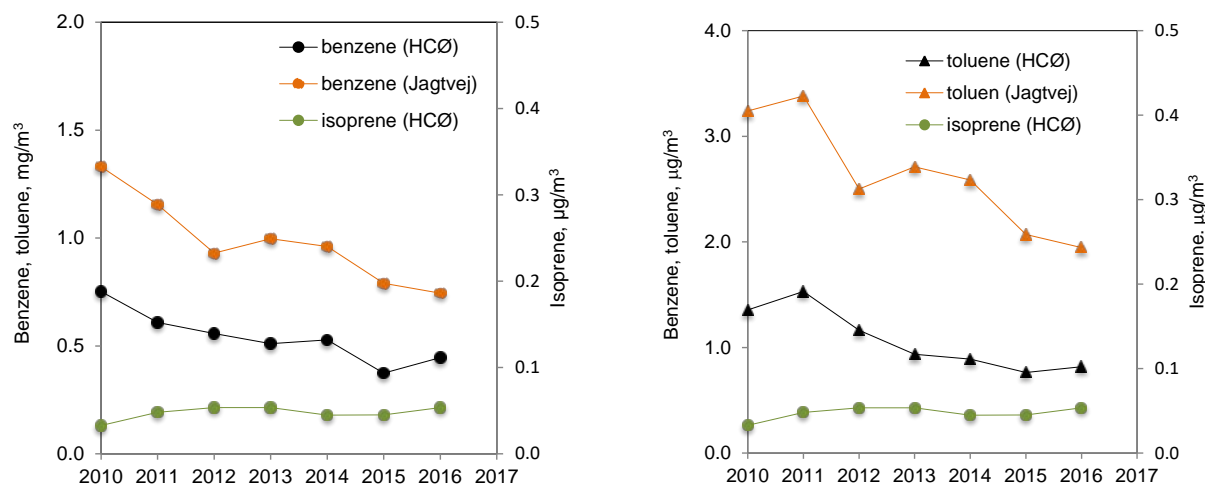 2.0
1.5
1.0
0.5
0.0
Benzene, toluene, mg/m³
0.5
0.4
0.3
0.2
0.1
0.0
Isoprene, µg/m³
benzene (HCØ)
benzene (Jagtvej)
isoprene (HCØ)
2010 2011 2012 2013 2014 2015 2016 2017
4.0
3.0
2.0
1.0
0.0
Benzene, toluene, µg/m³
0.5
0.4
0.3
0.2
0.1
0.0
Isoprene. µg/m³
toluene (HCØ)
toluen (Jagtvej)
isoprene (HCØ)
2010 2011 2012 2013 2014 2015 2016 2017